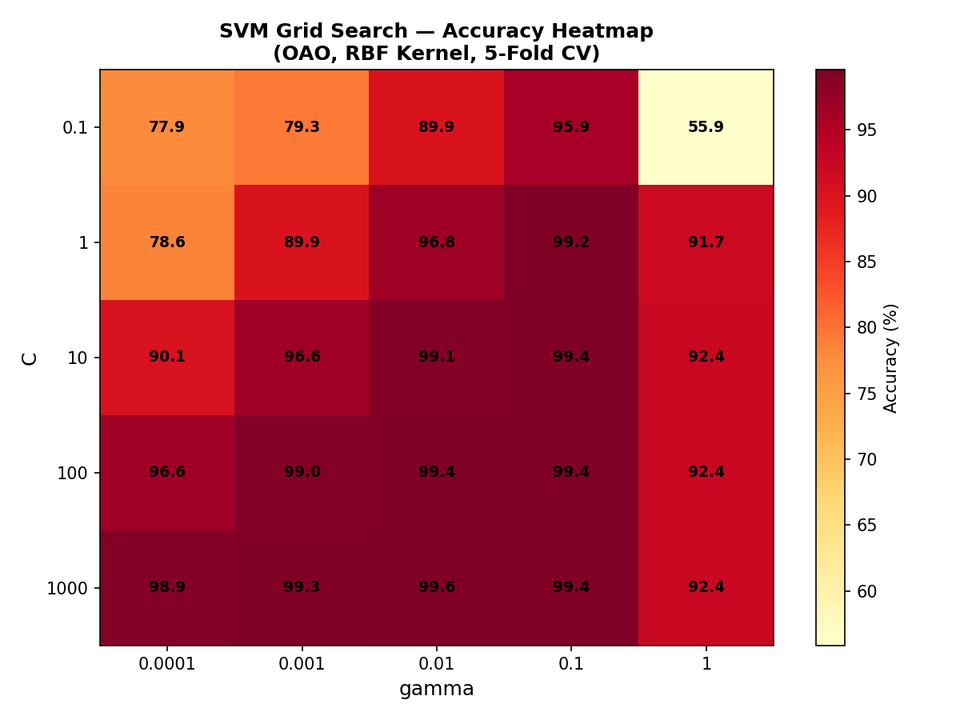 SVM Grid Search — Accuracy Heatmap
(OAO, RBF Kernel, 5-Fold CV)
0.1 77.9 79.3 89.9 95.9 55.9
1 78.6 89.9 96.8 99.2 91.7
10 90.1 96.6 99.1 99.4 92.4
100 96.6 99.0 99.4 99.4 92.4
1000 98.9 99.3 99.6 99.4 92.4
0.0001 0.001 0.01 0.1 1
gamma
C
95
90
85
80
75
70
65
60
Accuracy (%)